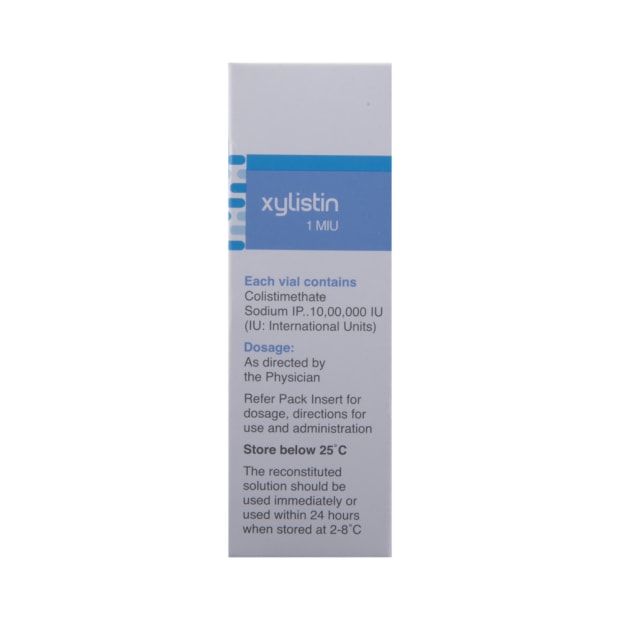 xylistin
1 MIU
Each vial contains
Colistimethate
Sodium IP..10,00,000 IU
(IU: International Units)
Dosage:
As directed by
the Physician
Refer Pack Insert for
dosage, directions for
use and administration
Store below 25°C
The reconstituted
solution should be
used immediately or
used within 24 hours
when stored at 2-8°C